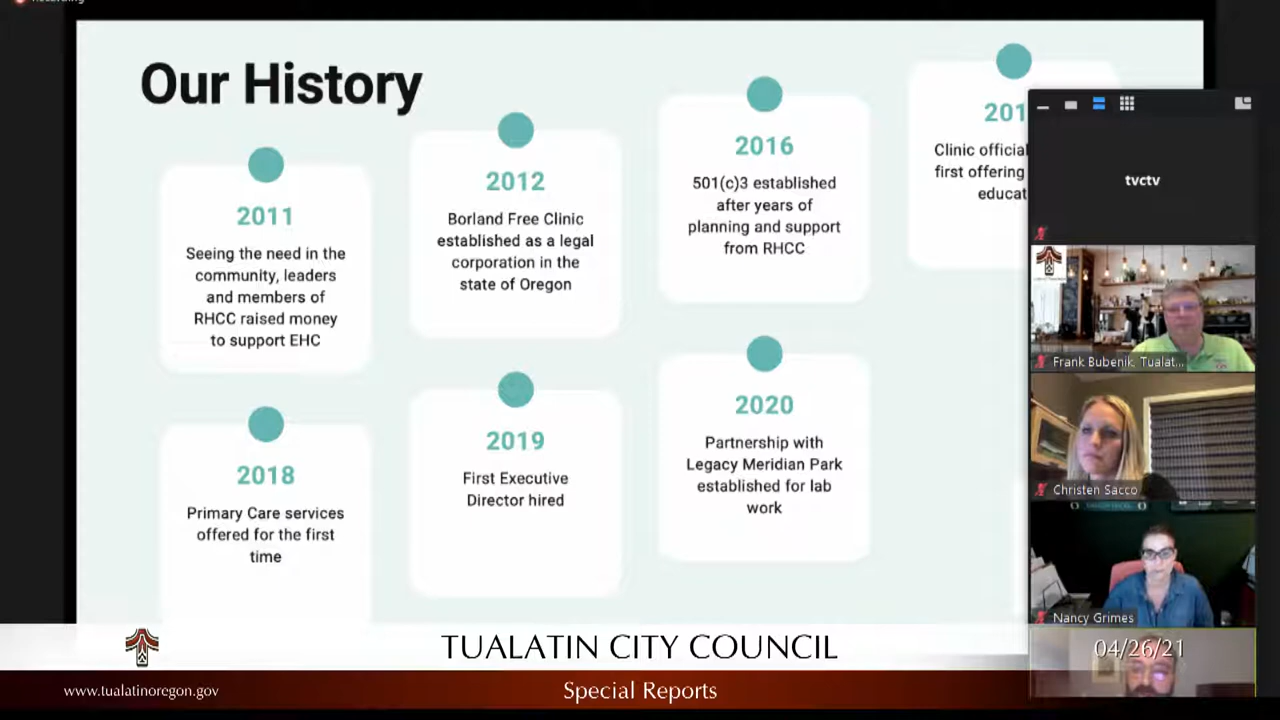 Our History
2011
Seeing the need in the
community, leaders
and members of
RHCC raised money
to support EHC
2012
Borland Free Clinic
established as a legal
corporation in the
state of Oregon
2016
501(c)3 established
after years of
planning and support
from RHCC
201
Clinic official
first offering
educat
2018
Primary Care services
offered for the first
time
2019
First Executive
Director hired
2020
Partnership with
Legacy Meridian Park
established for lab
work
tvctv
Frank Bubenik, Tualat...
Christen Sacco
Nancy Grimes
04/26/21
TUALATIN CITY COUNCIL
www.tualatinoregon.gov
Special Reports